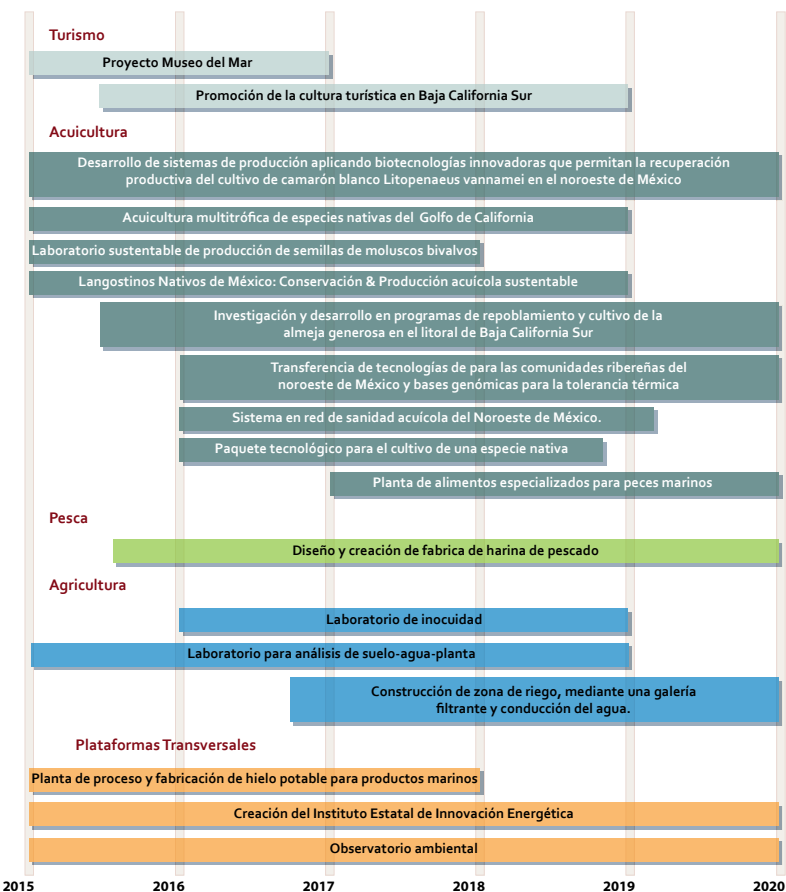 Turismo
Proyecto Museo del Mar
Promoción de la cultura turística en Baja California Sur
Acuicultura
Desarrollo de sistemas de producción aplicando biotecnologías innovadoras que permitan la recuperación
productiva del cultivo de camarón blanco Litopenaeus vannamei en el noroeste de México
Acuicultura multitrófica de especies nativas del Golfo de California
Laboratorio sustentable de producción de semillas de moluscos bivalvos
Langostinos Nativos de México: Conservación & Producción acuícola sustentable
Investigación y desarrollo en programas de repoblamiento y cultivo de la
almeja generosa en el litoral de Baja California Sur
Transferencia de tecnologías de para las comunidades ribereñas del
noroeste de México y bases genómicas para la tolerancia térmica
Sistema en red de sanidad acuícola del Noroeste de México.
Paquete tecnológico para el cultivo de una especie nativa
Planta de alimentos especializados para peces marinos
Pesca
Diseño y creación de fabrica de harina de pescado
Agricultura
Laboratorio de inocuidad
Laboratorio para análisis de suelo-agua-planta
Construcción de zona de riego, mediante una galería
filtrante y conducción del agua.
Plataformas Transversales
Planta de proceso y fabricación de hielo potable para productos marinos
Creación del Instituto Estatal de Innovación Energética
Observatorio ambiental
2015 2016 2017 2018 2019 2020